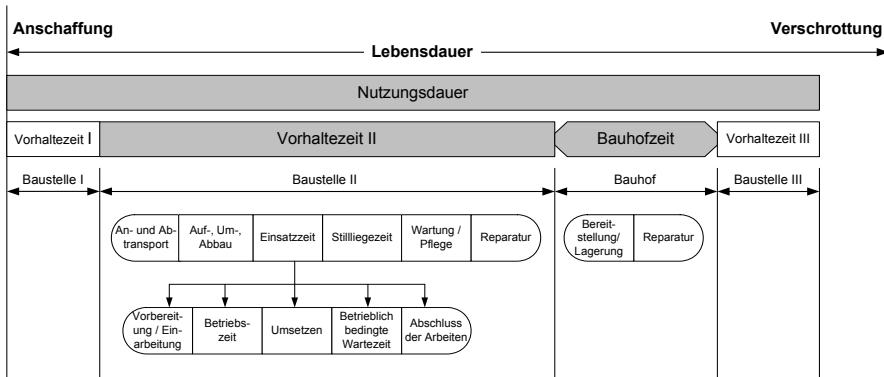 Anschaffung
Verschrottung
Lebensdauer
Nutzungsdauer
Vorhaltezeit I
Vorhaltezeit II
Bauhofzeit
Vorhaltezeit III
Baustelle I
Baustelle II
Bauhof
Baustelle III
An- und Ab-
transport
Auf-, Um-,
Abbau
Einsatzzeit
Stillliegezeit
Wartung /
Pflege
Reparatur
Bereit-
stellung/
Lagerung
Reparatur
Vorbereit-
ung / Ein-
arbeitung
Betriebs-
zeit
Umsetzen
Betrieblich
bedingte
Wartezeit
Abschluss
der Arbeiten